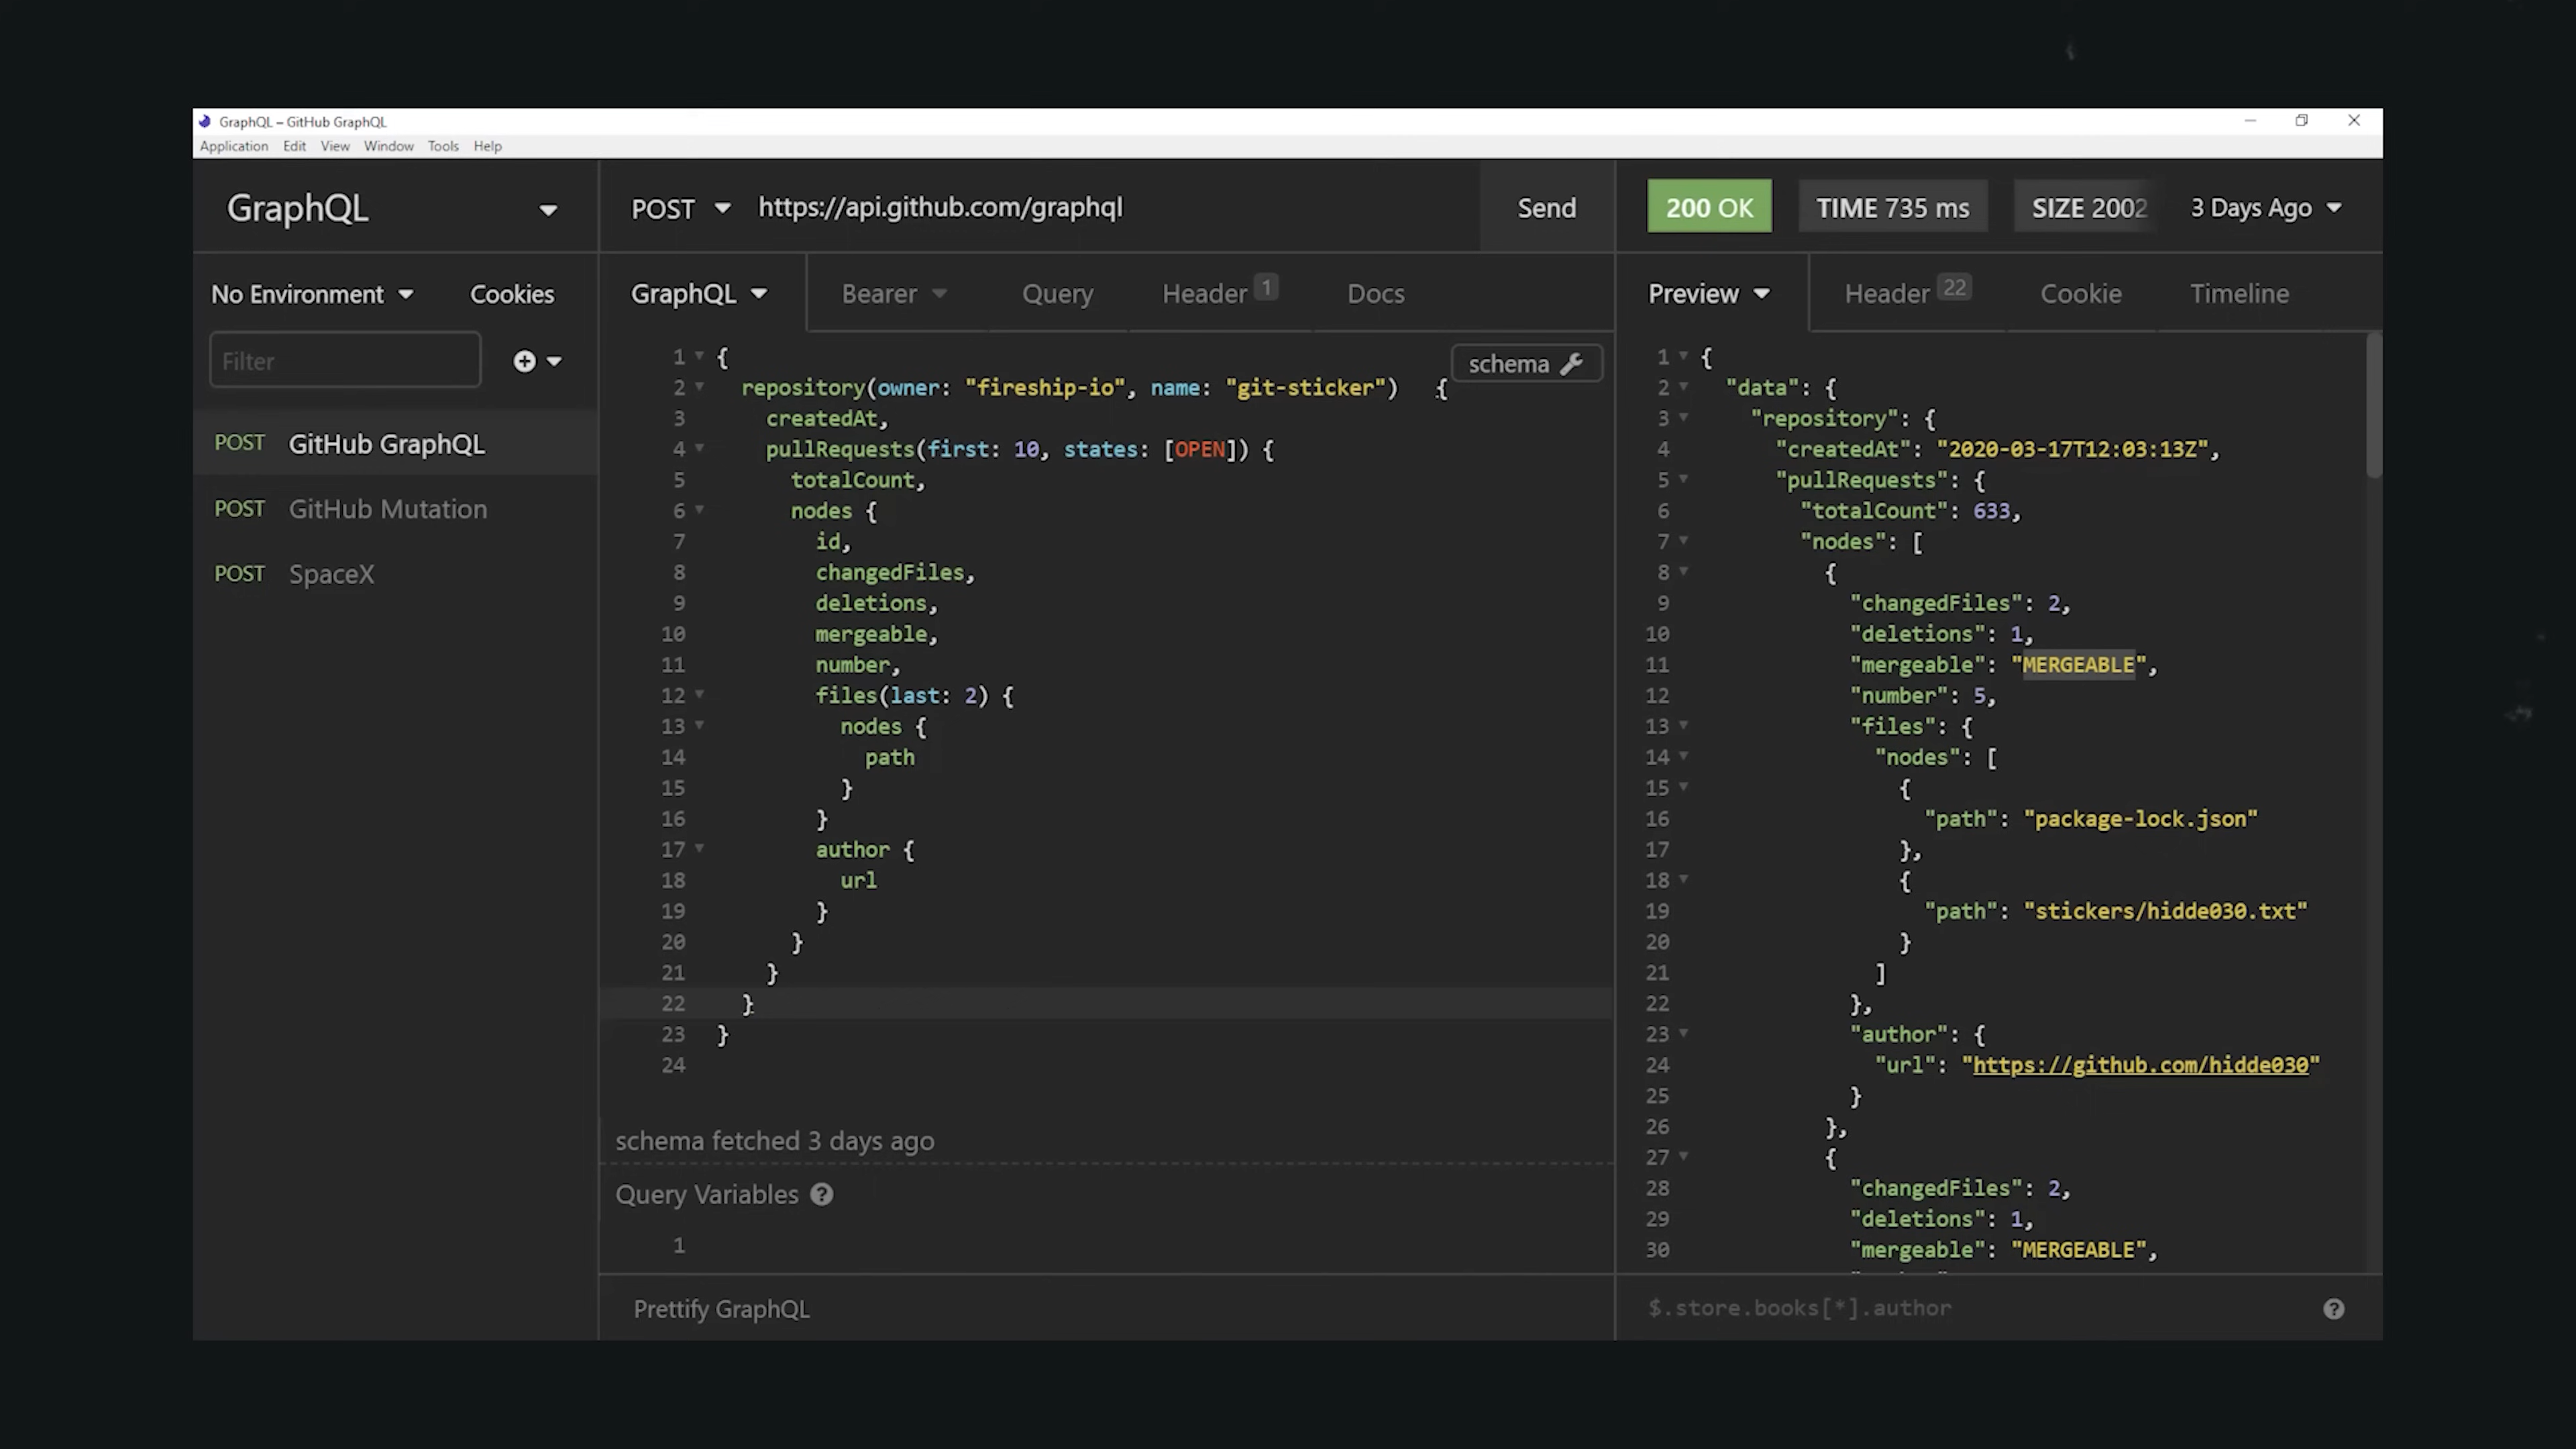 GraphQL – GitHub GraphQL
Application Edit View Window Tools Help
GraphQL
No Environment Cookies
Filter
POST GitHub GraphQL
POST GitHub Mutation
POST SpaceX
POST https://api.github.com/graphql Send
GraphQL Bearer Query Header 1 Docs
schema
1 {
2 repository(owner: "fireship-io", name: "git-sticker") {
3 createdAt,
4 pullRequests(first: 10, states: [OPEN]) {
5 totalCount,
6 nodes {
7 id,
8 changedFiles,
9 deletions,
10 mergeable,
11 number,
12 files(last: 2) {
13 nodes {
14 path
15 }
16 }
17 author {
18 url
19 }
20 }
21 }
22 }
23 }
24
schema fetched 3 days ago
Query Variables ?
1
Prettify GraphQL
200 OK TIME 735 ms SIZE 2002 3 Days Ago
Preview Header 22 Cookie Timeline
1 {
2 "data": {
3 "repository": {
4 "createdAt": "2020-03-17T12:03:13Z",
5 "pullRequests": {
6 "totalCount": 633,
7 "nodes": [
8 {
9 "changedFiles": 2,
10 "deletions": 1,
11 "mergeable": "MERGEABLE",
12 "number": 5,
13 "files": {
14 "nodes": [
15 {
16 "path": "package-lock.json"
17 },
18 {
19 "path": "stickers/hidde030.txt"
20 }
21 ]
22 },
23 "author": {
24 "url": "https://github.com/hidde030"
25 }
26 },
27 {
28 "changedFiles": 2,
29 "deletions": 1,
30 "mergeable": "MERGEABLE",
$.store.books[*].author ?